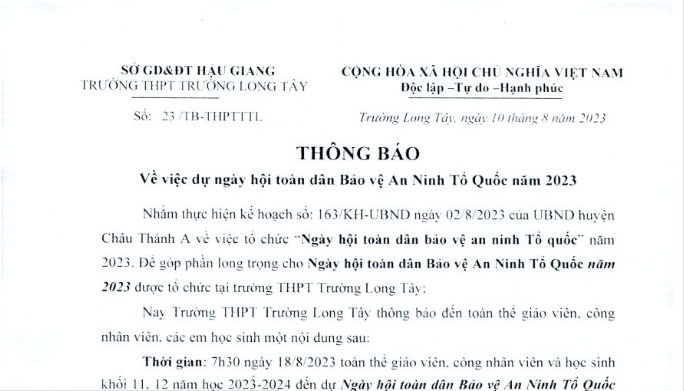 SỞ GD&ĐT HẬU GIANG
TRƯỜNG THPT TRƯỜNG LONG TÂY
CỘNG HÒA XÃ HỘI CHỦ NGHĨA VIỆT NAM
Độc lập –Tự do –Hạnh phúc
Số: 23 /TB-THPTTTL
Trường Long Tây, ngày 10 tháng 8 năm 2023
THÔNG BÁO
Về việc dự ngày hội toàn dân Bảo vệ An Ninh Tổ Quốc năm 2023
Nhằm thực hiện kế hoạch số: 163/KH-UBND ngày 02/8/2023 của UBND huyện
Châu Thành A về việc tổ chức "Ngày hội toàn dân bảo vệ an ninh Tổ quốc" năm
2023. Để góp phần long trọng cho Ngày hội toàn dân Bảo vệ An Ninh Tổ Quốc năm
2023 được tổ chức tại trường THPT Trường Long Tây;
Nay Trường THPT Trường Long Tây thông báo đến toàn thể giáo viên, công
nhân viên, các em học sinh một nội dung sau:
Thời gian: 7h30 ngày 18/8/2023 toàn thể giáo viên, công nhân viên và học sinh
khối 11, 12 năm học 2023-2024 đến dự Ngày hội toàn dân Bảo vệ An Ninh Tổ Quốc